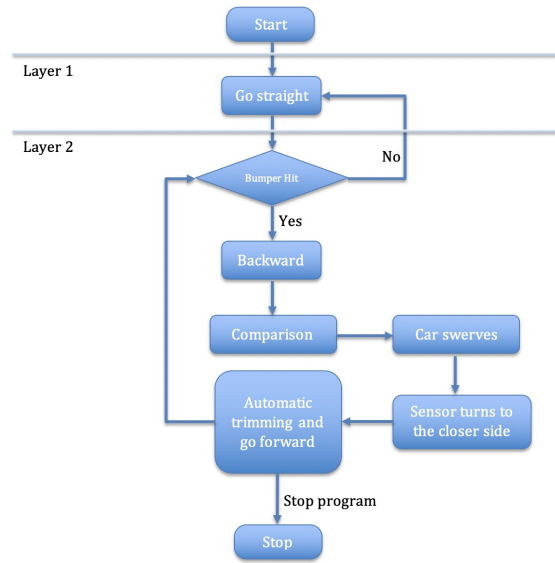 Start
Layer 1
Go straight
Layer 2
No
Bumper Hit
Yes
Backward
Comparison
Car swerves
Automatic
trimming and
go forward
Sensor turns to
the closer side
Stop program
Stop